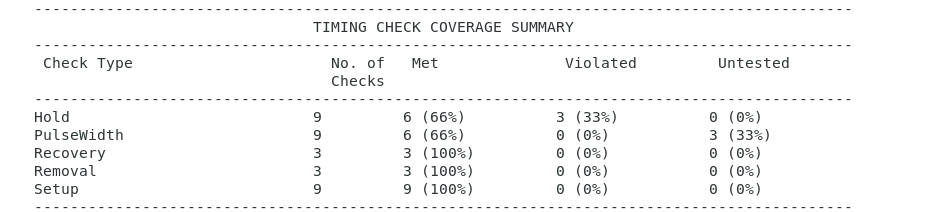 --------------------------------------------------------------------------------------------
TIMING CHECK COVERAGE SUMMARY
--------------------------------------------------------------------------------------------
Check Type No. of Met Violated Untested
Checks
--------------------------------------------------------------------------------------------
Hold 9 6 (66%) 3 (33%) 0 (0%)
PulseWidth 9 6 (66%) 0 (0%) 3 (33%)
Recovery 3 3 (100%) 0 (0%) 0 (0%)
Removal 3 3 (100%) 0 (0%) 0 (0%)
Setup 9 9 (100%) 0 (0%) 0 (0%)
--------------------------------------------------------------------------------------------